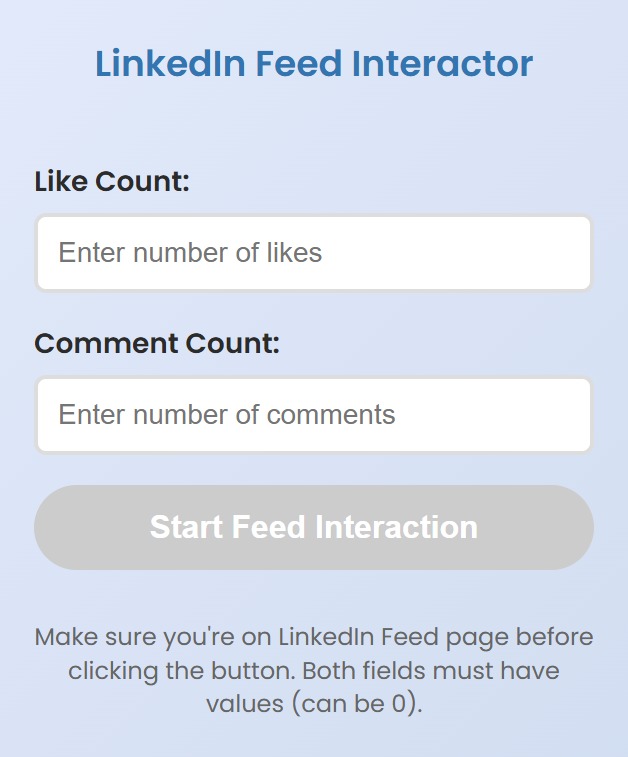 LinkedIn Feed Interactor
Like Count:
Enter number of likes
Comment Count:
Enter number of comments
Start Feed Interaction
Make sure you're on LinkedIn Feed page before
clicking the button. Both fields must have
values (can be 0).